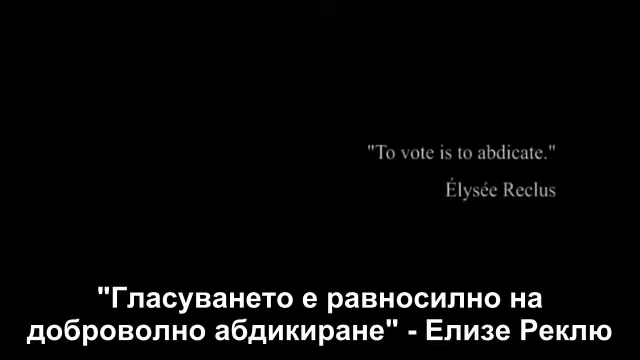 "To vote is to abdicate."
Élysée Reclus
"Гласуването е равносилно на
доброволно абдикиране" - Елизе Реклю